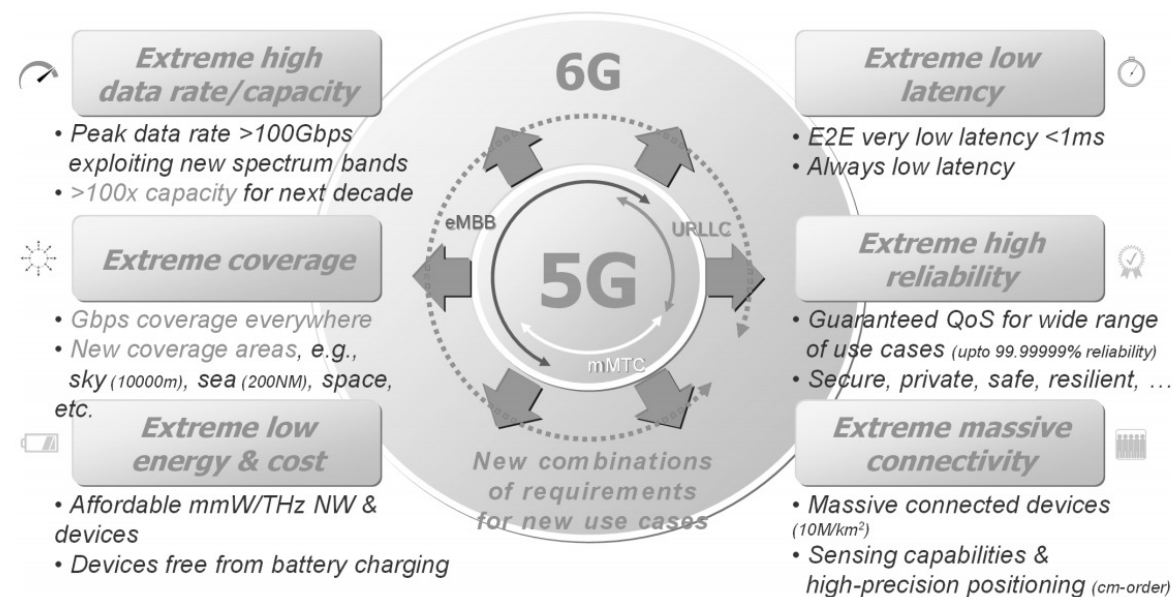 Extreme high
data rate/capacity
• Peak data rate >100Gbps
exploiting new spectrum bands
• >100x capacity for next decade
Extreme coverage
• Gbps coverage everywhere
• New coverage areas, e.g.,
sky (10000m), sea (200NM), space,
etc.
Extreme low
energy & cost
• Affordable mmW/THz NW &
devices
• Devices free from battery charging
6G
eMBB
URLLC
5G
mMTC
New combinations
of requirements
for new use cases
Extreme low
latency
• E2E very low latency <1ms
• Always low latency
Extreme high
reliability
• Guaranteed QoS for wide range
of use cases (upto 99.99999% reliability)
• Secure, private, safe, resilient, …
Extreme massive
connectivity
• Massive connected devices
(10M/km²)
• Sensing capabilities &
high-precision positioning (cm-order)